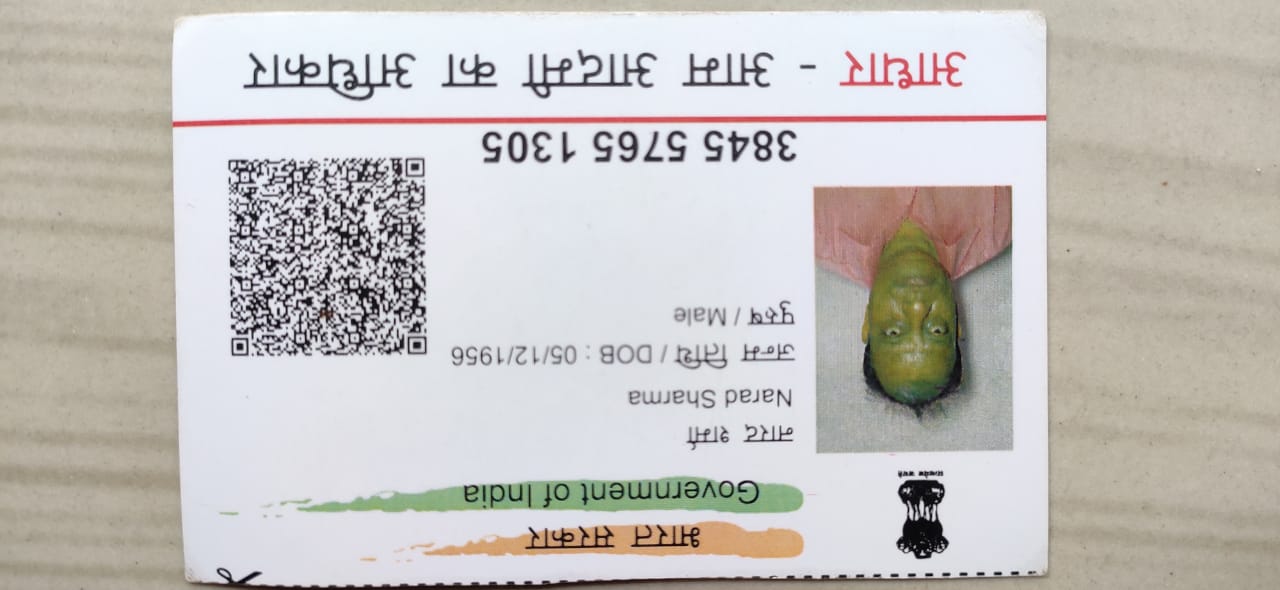 भारत सरकार
Government of India
सत्यमेव जयते
नारद शर्मा
Narad Sharma
जन्म तिथि / DOB : 05/12/1956
पुरुष / Male
3845 5765 1305
आधार - आम आदमी का अधिकार